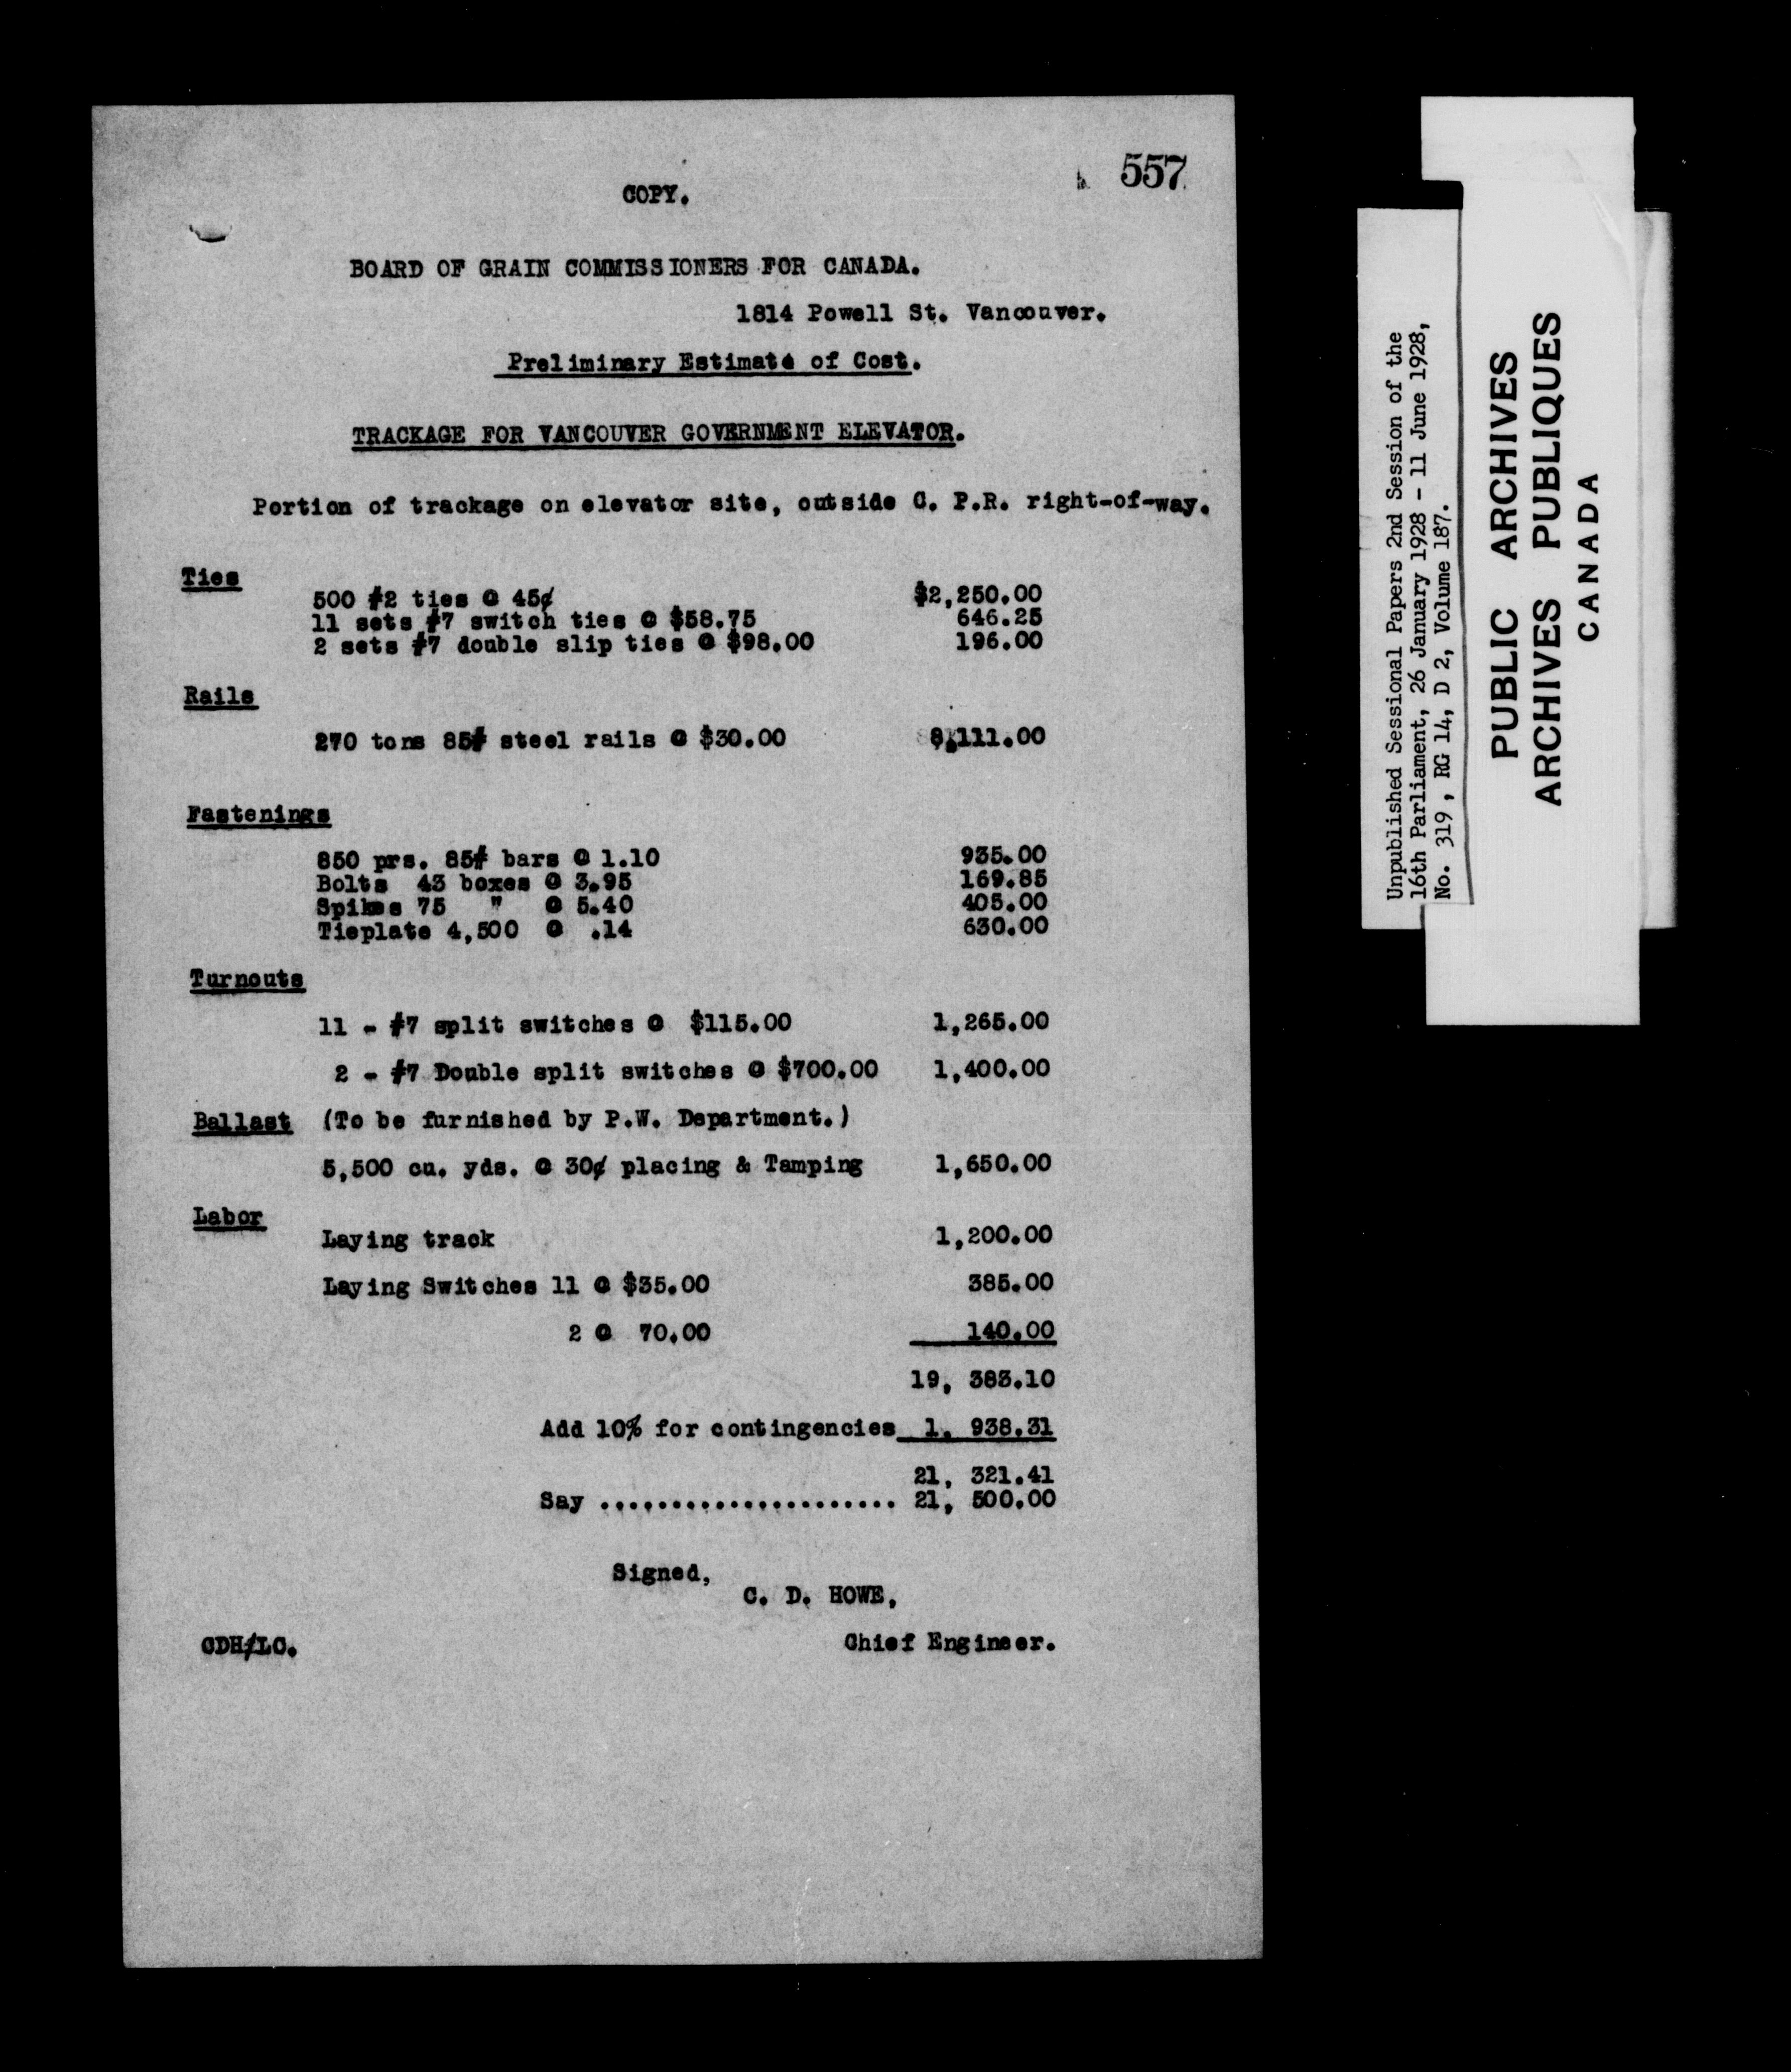 557
COPY.
BOARD OF GRAIN COMMISSIONERS FOR CANADA.
1814 Powell St. Vancouver.
Preliminary Estimate of Cost.
TRACKAGE FOR VANCOUVER GOVERNMENT ELEVATOR.
Portion of trackage on elevator site, outside C. P.R. right-of-way.
Ties
500 #2 ties @ 45¢ $2,250.00
11 sets #7 switch ties @ $58.75 646.25
2 sets #7 double slip ties @ $98.00 196.00
Rails
270 tons 85# steel rails @ $30.00 8,111.00
Fastenings
850 prs. 85# bars @ 1.10 935.00
Bolts 43 boxes @ 3.95 169.85
Spikes 75 " @ 5.40 405.00
Tieplate 4,500 @ .14 630.00
Turnouts
11 - #7 split switches @ $115.00 1,265.00
2 - #7 Double split switches @ $700.00 1,400.00
Ballast (To be furnished by P.W. Department.)
5,500 cu. yds. @ 30¢ placing & Tamping 1,650.00
Labor
Laying track 1,200.00
Laying Switches 11 @ $35.00 385.00
2 @ 70.00 140.00
19, 383.10
Add 10% for contingencies 1, 938.31
21, 321.41
Say ..................... 21, 500.00
Signed,
C. D. HOWE,
CDH/LC. Chief Engineer.
Unpublished Sessional Papers 2nd Session of the
16th Parliament, 26 January 1928 - 11 June 1928,
No. 319 , RG 14, D 2, Volume 187.
PUBLIC ARCHIVES
ARCHIVES PUBLIQUES
CANADA